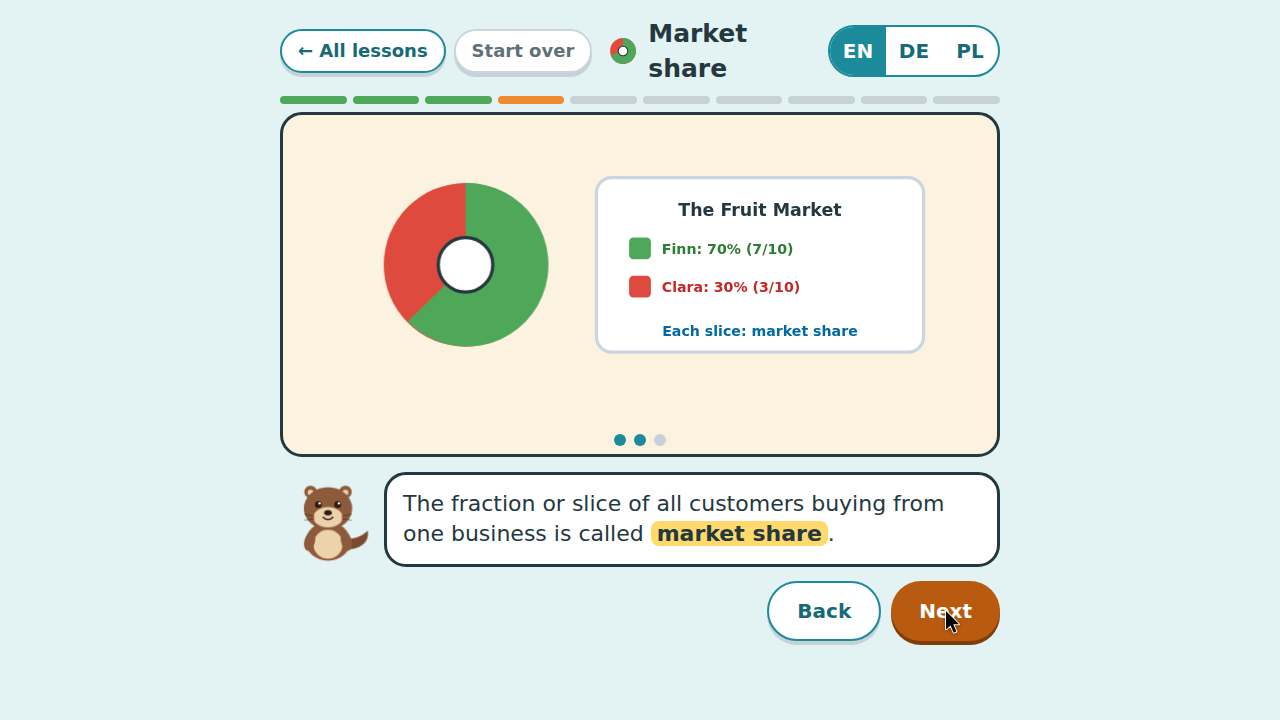 ← All lessons
Start over
Market
share
EN
DE
PL
The Fruit Market
Finn: 70% (7/10)
Clara: 30% (3/10)
Each slice: market share
The fraction or slice of all customers buying from
one business is called market share.
Back
Next